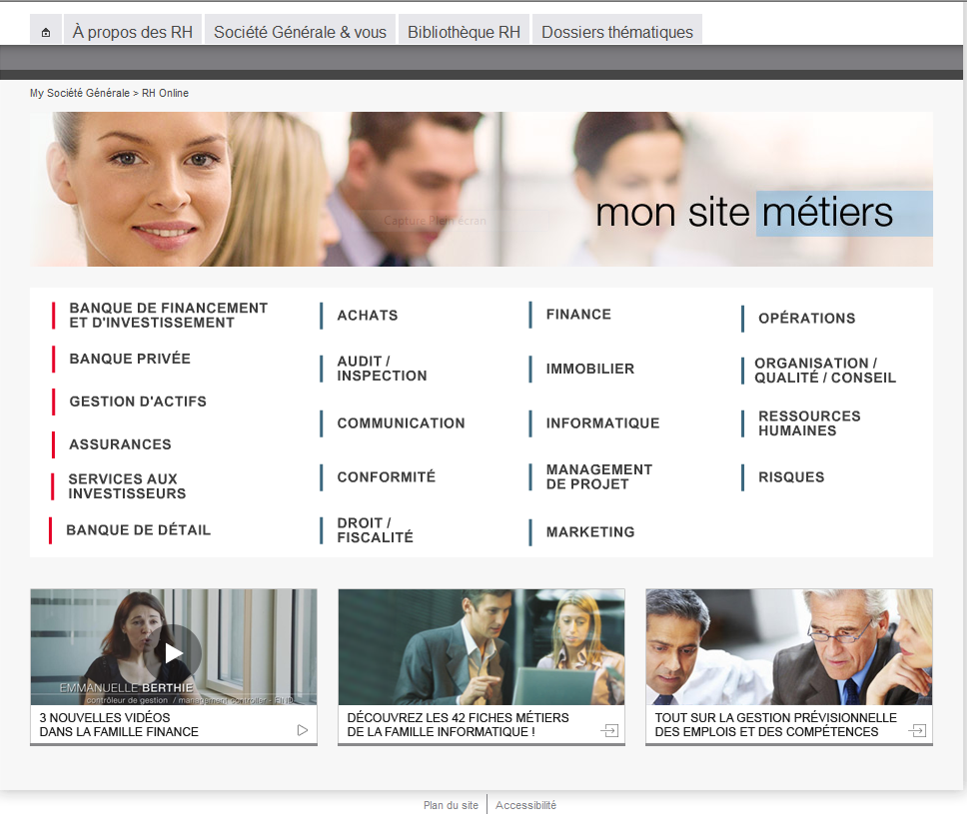 À propos des RH
Société Générale & vous
Bibliothèque RH
Dossiers thématiques
My Société Générale > RH Online
Capture Plein écran
mon site métiers
BANQUE DE FINANCEMENT
ET D'INVESTISSEMENT
BANQUE PRIVÉE
GESTION D'ACTIFS
ASSURANCES
SERVICES AUX
INVESTISSEURS
BANQUE DE DÉTAIL
ACHATS
AUDIT /
INSPECTION
COMMUNICATION
CONFORMITÉ
DROIT /
FISCALITÉ
FINANCE
IMMOBILIER
INFORMATIQUE
MANAGEMENT
DE PROJET
MARKETING
OPÉRATIONS
ORGANISATION /
QUALITÉ / CONSEIL
RESSOURCES
HUMAINES
RISQUES
EMMANUELLE BERTHIE
contrôleur de gestion / management controller - FIND
3 NOUVELLES VIDÉOS
DANS LA FAMILLE FINANCE
DÉCOUVREZ LES 42 FICHES MÉTIERS
DE LA FAMILLE INFORMATIQUE !
TOUT SUR LA GESTION PRÉVISIONNELLE
DES EMPLOIS ET DES COMPÉTENCES
Plan du site
Accessibilité